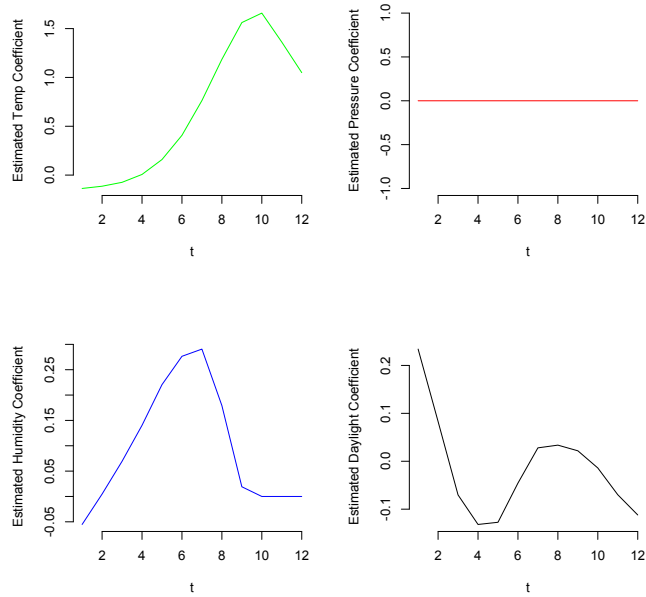 Estimated Temp Coefficient
0.0 0.5 1.0 1.5
2 4 6 8 10 12
t
Estimated Pressure Coefficient
-1.0 -0.5 0.0 0.5 1.0
2 4 6 8 10 12
t
Estimated Humidity Coefficient
-0.05 0.05 0.15 0.25
2 4 6 8 10 12
t
Estimated Daylight Coefficient
-0.1 0.0 0.1 0.2
2 4 6 8 10 12
t